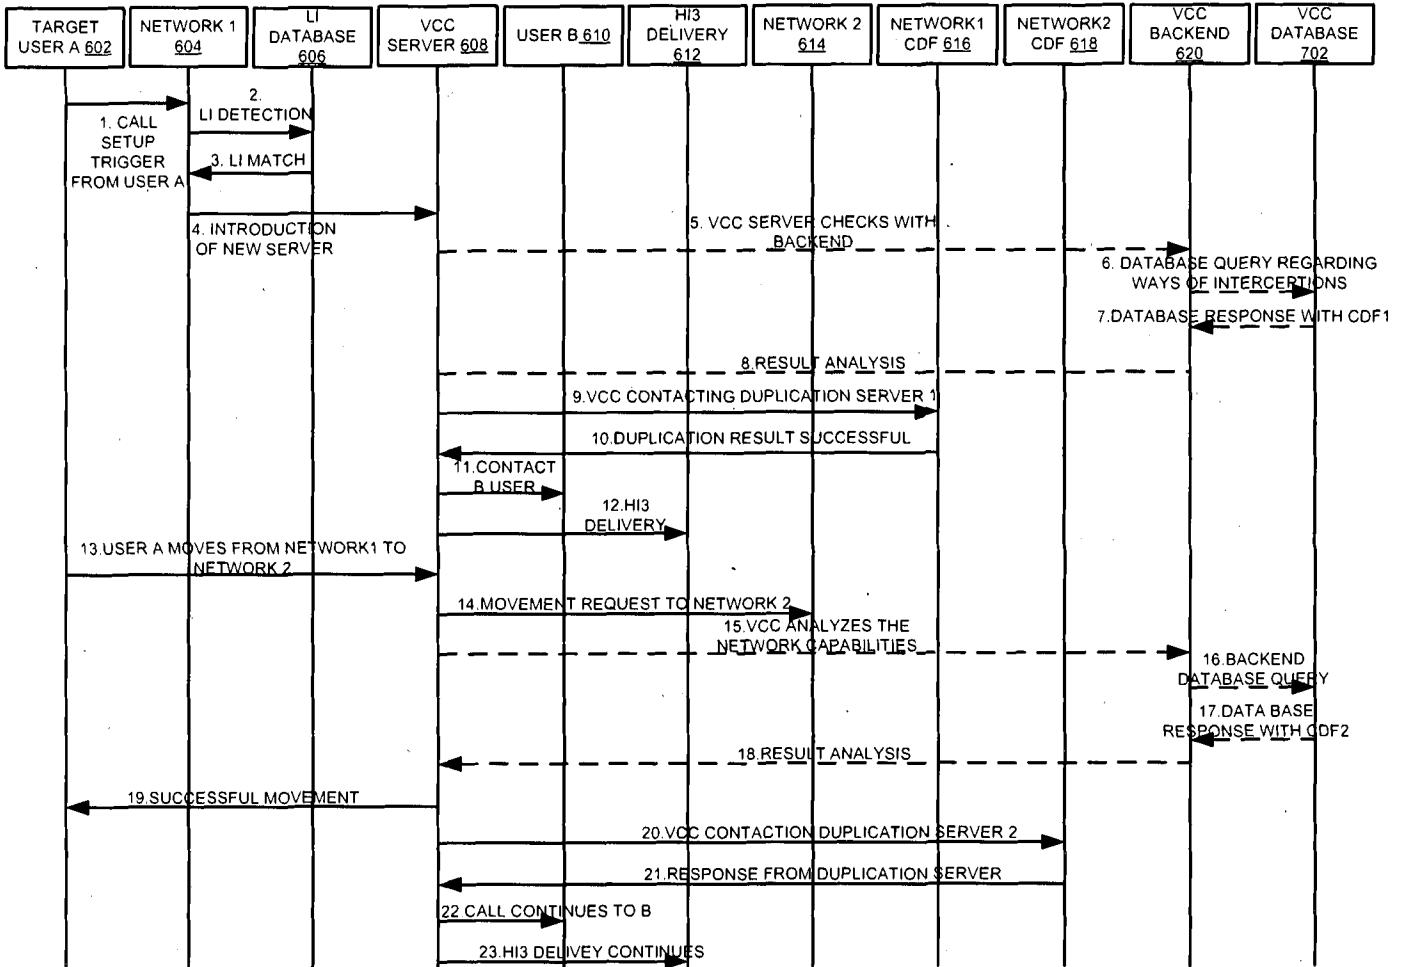 TARGET
USER A 602
NETWORK 1
604
LI
DATABASE
606
VCC
SERVER 608
USER B 610
HI3
DELIVERY
612
NETWORK 2
614
NETWORK1
CDF 616
NETWORK2
CDF 618
VCC
BACKEND
620
VCC
DATABASE
702
1. CALL
SETUP
TRIGGER
FROM USER A
2.
LI DETECTION
3. LI MATCH
4. INTRODUCTION
OF NEW SERVER
5. VCC SERVER CHECKS WITH
BACKEND
6. DATABASE QUERY REGARDING
WAYS OF INTERCERTIONS
7.DATABASE RESPONSE WITH CDF1
8.RESULT ANALYSIS
9.VCC CONTACTING DUPLICATION SERVER 1
10.DUPLICATION RESULT SUCCESSFUL
11.CONTACT
B USER
12.HI3
DELIVERY
13.USER A MOVES FROM NETWORK1 TO
NETWORK 2
14.MOVEMENT REQUEST TO NETWORK 2
15.VCC ANALYZES THE
NETWORK CAPABILITIES
16.BACKEND
DATABASE QUERY
17.DATA BASE
RESPONSE WITH CDF2
18.RESULT ANALYSIS
19.SUCCESSFUL MOVEMENT
20.VCC CONTACTION DUPLICATION SERVER 2
21.RESPONSE FROM DUPLICATION SERVER
22 CALL CONTINUES TO B
23.HI3 DELIVEY CONTINUES